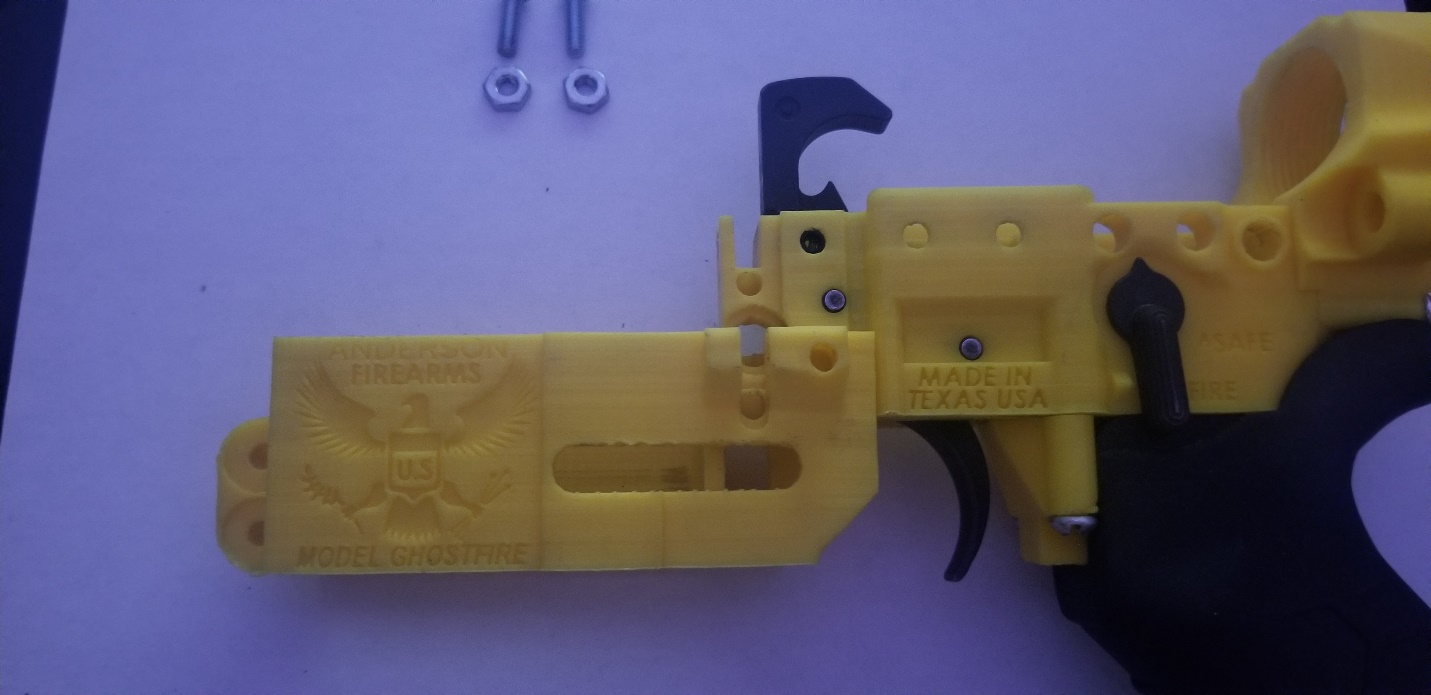 ANDERSON
FIREARMS
U.S
MODEL GHOSTFIRE
MADE IN
TEXAS USA
SAFE
FIRE